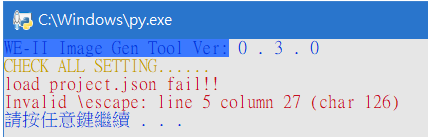 C:\Windows\py.exe
WE-II Image Gen Tool Ver: 0 . 3 . 0
CHECK ALL SETTING......
load project.json fail!!
Invalid \escape: line 5 column 27 (char 126)
請按任意鍵繼續 . . .